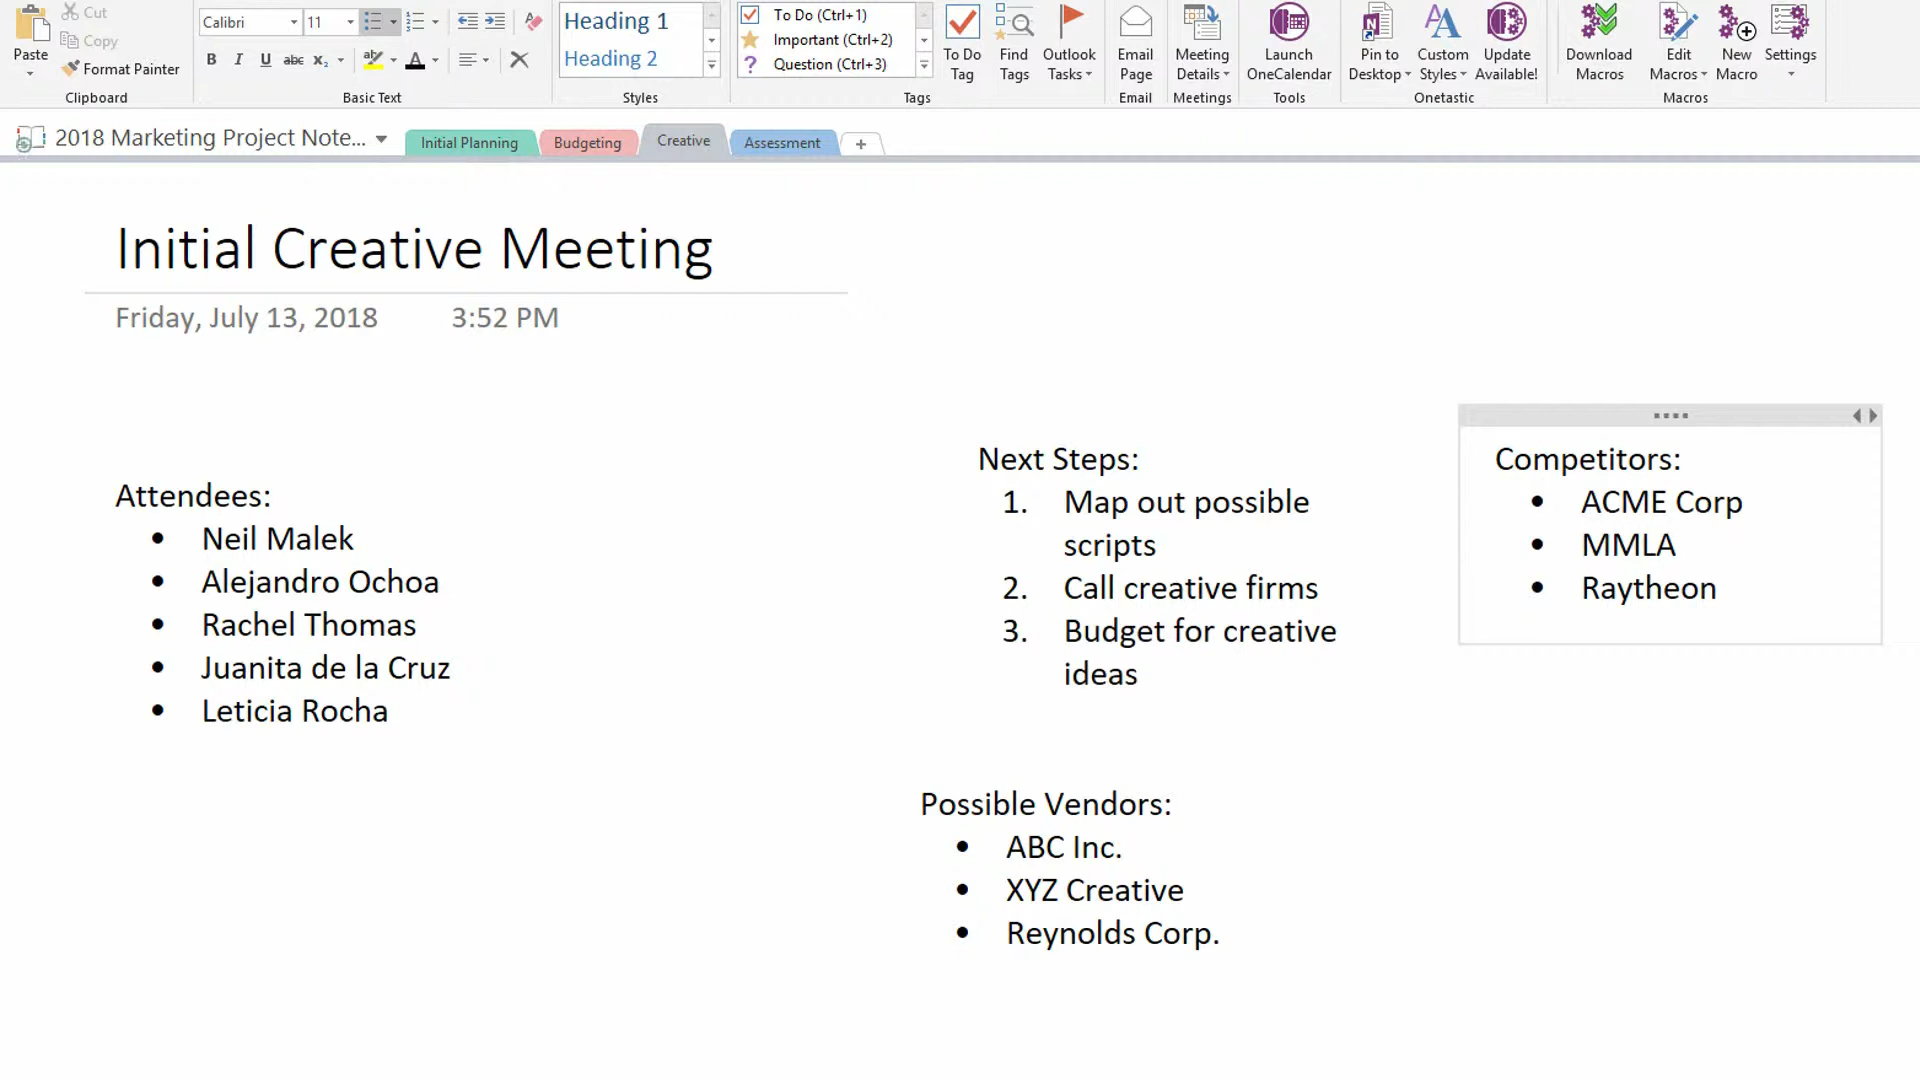 Paste
Cut
Copy
Format Painter
Clipboard
Calibri
11
B I U abc x₂ ab A
Basic Text
Heading 1
Heading 2
Styles
To Do (Ctrl+1)
Important (Ctrl+2)
Question (Ctrl+3)
To Do
Tag
Find
Tags
Outlook
Tasks
Tags
Email
Page
Email
Meeting
Details
Meetings
Launch
OneCalendar
Tools
Pin to
Desktop
Custom
Styles
Update
Available!
Onetastic
Download
Macros
Edit
Macros
New
Macro
Settings
Macros
2018 Marketing Project Note...
Initial Planning
Budgeting
Creative
Assessment
+
Initial Creative Meeting
Friday, July 13, 2018 3:52 PM
Attendees:
• Neil Malek
• Alejandro Ochoa
• Rachel Thomas
• Juanita de la Cruz
• Leticia Rocha
Next Steps:
1. Map out possible
scripts
2. Call creative firms
3. Budget for creative
ideas
Competitors:
• ACME Corp
• MMLA
• Raytheon
Possible Vendors:
• ABC Inc.
• XYZ Creative
• Reynolds Corp.